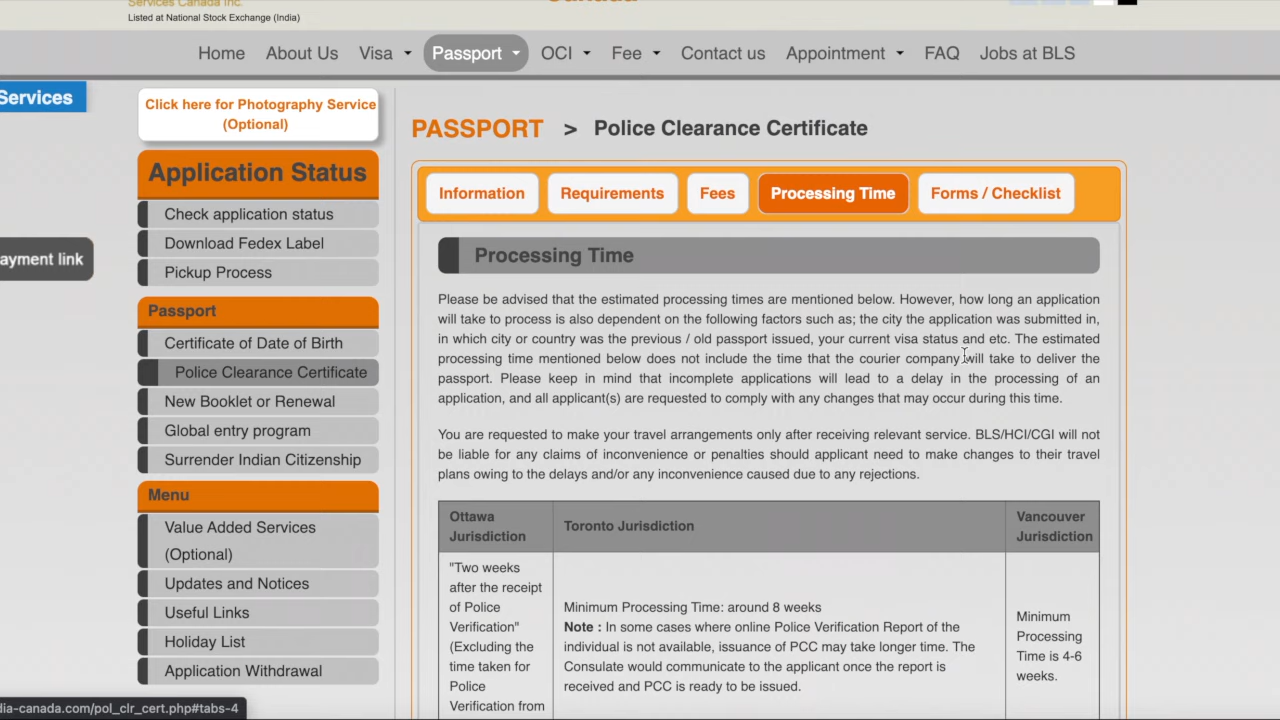 Services Canada Inc.
Listed at National Stock Exchange (India)
Home About Us Visa Passport OCI Fee Contact us Appointment FAQ Jobs at BLS
Services
ayment link
Click here for Photography Service
(Optional)
Application Status
Check application status
Download Fedex Label
Pickup Process
Passport
Certificate of Date of Birth
Police Clearance Certificate
New Booklet or Renewal
Global entry program
Surrender Indian Citizenship
Menu
Value Added Services
(Optional)
Updates and Notices
Useful Links
Holiday List
Application Withdrawal
PASSPORT > Police Clearance Certificate
Information Requirements Fees Processing Time Forms / Checklist
Processing Time
Please be advised that the estimated processing times are mentioned below. However, how long an application
will take to process is also dependent on the following factors such as; the city the application was submitted in,
in which city or country was the previous / old passport issued, your current visa status and etc. The estimated
processing time mentioned below does not include the time that the courier company will take to deliver the
passport. Please keep in mind that incomplete applications will lead to a delay in the processing of an
application, and all applicant(s) are requested to comply with any changes that may occur during this time.
You are requested to make your travel arrangements only after receiving relevant service. BLS/HCI/CGI will not
be liable for any claims of inconvenience or penalties should applicant need to make changes to their travel
plans owing to the delays and/or any inconvenience caused due to any rejections.
Ottawa
Jurisdiction
Toronto Jurisdiction
Vancouver
Jurisdiction
"Two weeks
after the receipt
of Police
Verification"
(Excluding the
time taken for
Police
Verification from
Minimum Processing Time: around 8 weeks
Note : In some cases where online Police Verification Report of the
individual is not available, issuance of PCC may take longer time. The
Consulate would communicate to the applicant once the report is
received and PCC is ready to be issued.
Minimum
Processing
Time is 4-6
weeks.
dia-canada.com/pol_clr_cert.php#tabs-4